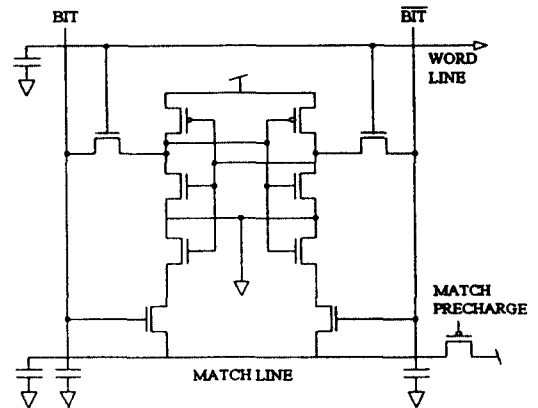 BIT
BIT
WORD
LINE
MATCH
PRECHARGE
MATCH LINE